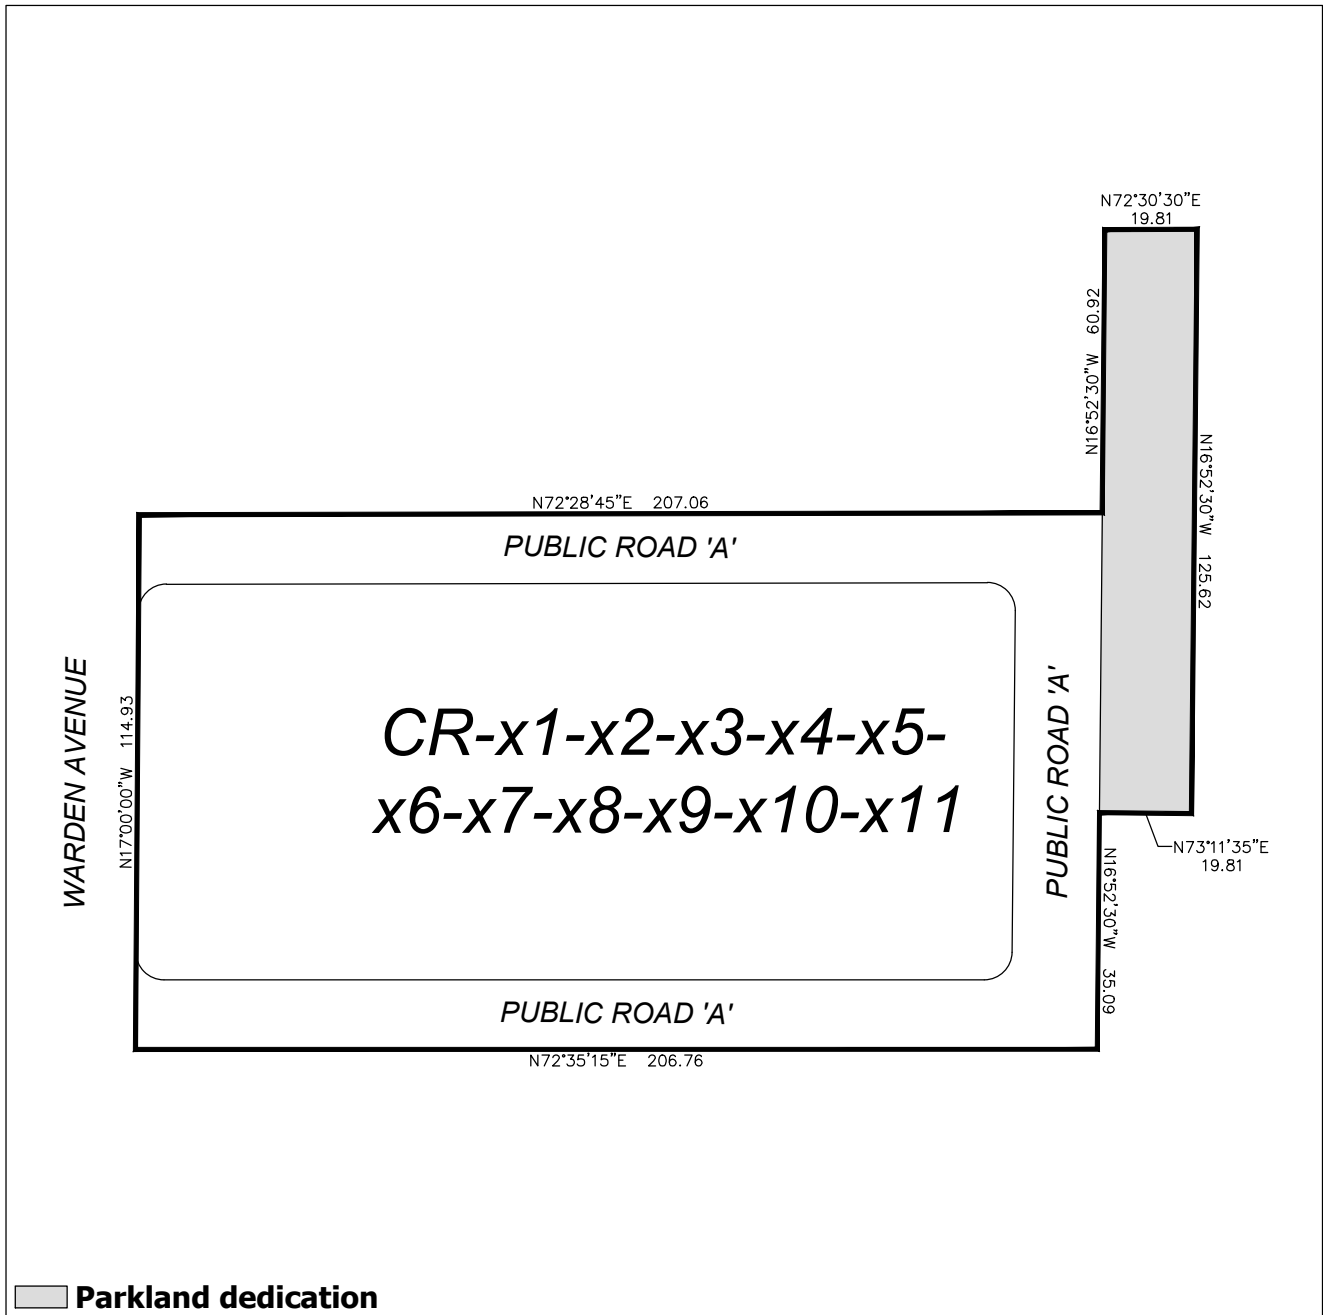 N72°30'30"E
19.81
N16°52'30"W 60.92
N16°52'30"W 125.62
N72°28'45"E 207.06
PUBLIC ROAD 'A'
WARDEN AVENUE
N17°00'00"W 114.93
CR-x1-x2-x3-x4-x5-
x6-x7-x8-x9-x10-x11
PUBLIC ROAD 'A'
N73°11'35"E
19.81
N16°52'30"W 35.09
PUBLIC ROAD 'A'
N72°35'15"E 206.76
Parkland dedication